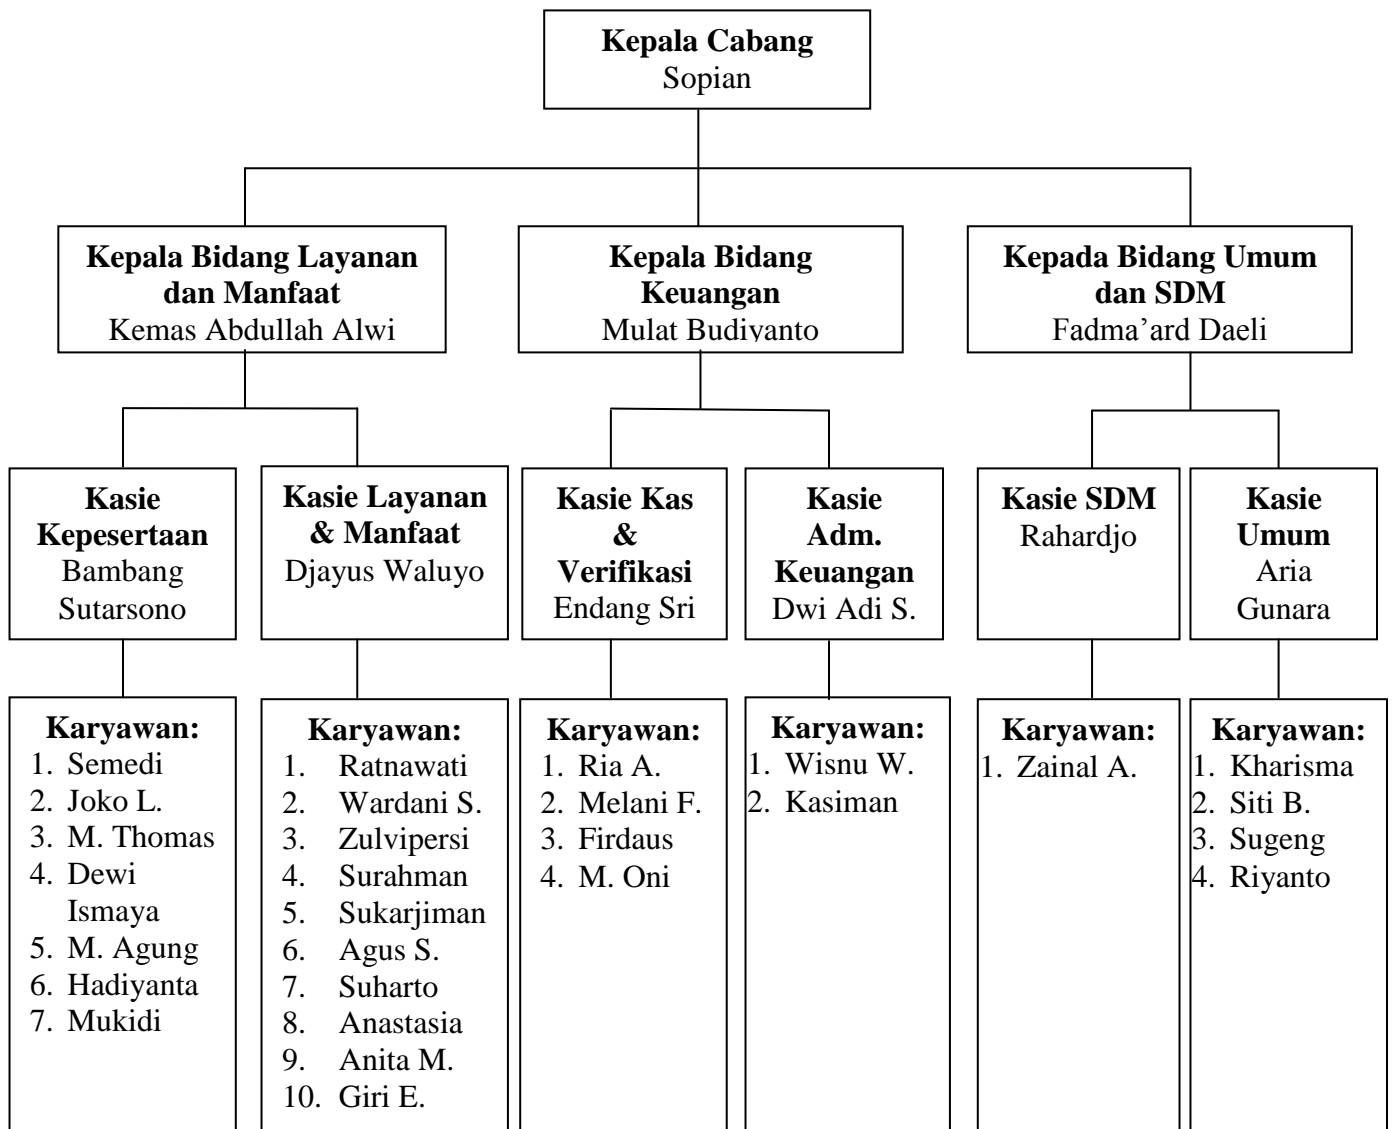 Kepala Cabang
Sopian
Kepala Bidang Layanan
dan Manfaat
Kemas Abdullah Alwi
Kepala Bidang
Keuangan
Mulat Budiyanto
Kepada Bidang Umum
dan SDM
Fadma’ard Daeli
Kasie
Kepesertaan
Bambang
Sutarsono
Kasie Layanan
& Manfaat
Djayus Waluyo
Kasie Kas
&
Verifikasi
Endang Sri
Kasie
Adm.
Keuangan
Dwi Adi S.
Kasie SDM
Rahardjo
Kasie
Umum
Aria
Gunara
Karyawan:
1. Semedi
2. Joko L.
3. M. Thomas
4. Dewi
Ismaya
5. M. Agung
6. Hadiyanta
7. Mukidi
Karyawan:
1. Ratnawati
2. Wardani S.
3. Zulvipersi
4. Surahman
5. Sukarjiman
6. Agus S.
7. Suharto
8. Anastasia
9. Anita M.
10. Giri E.
Karyawan:
1. Ria A.
2. Melani F.
3. Firdaus
4. M. Oni
Karyawan:
1. Wisnu W.
2. Kasiman
Karyawan:
1. Zainal A.
Karyawan:
1. Kharisma
2. Siti B.
3. Sugeng
4. Riyanto